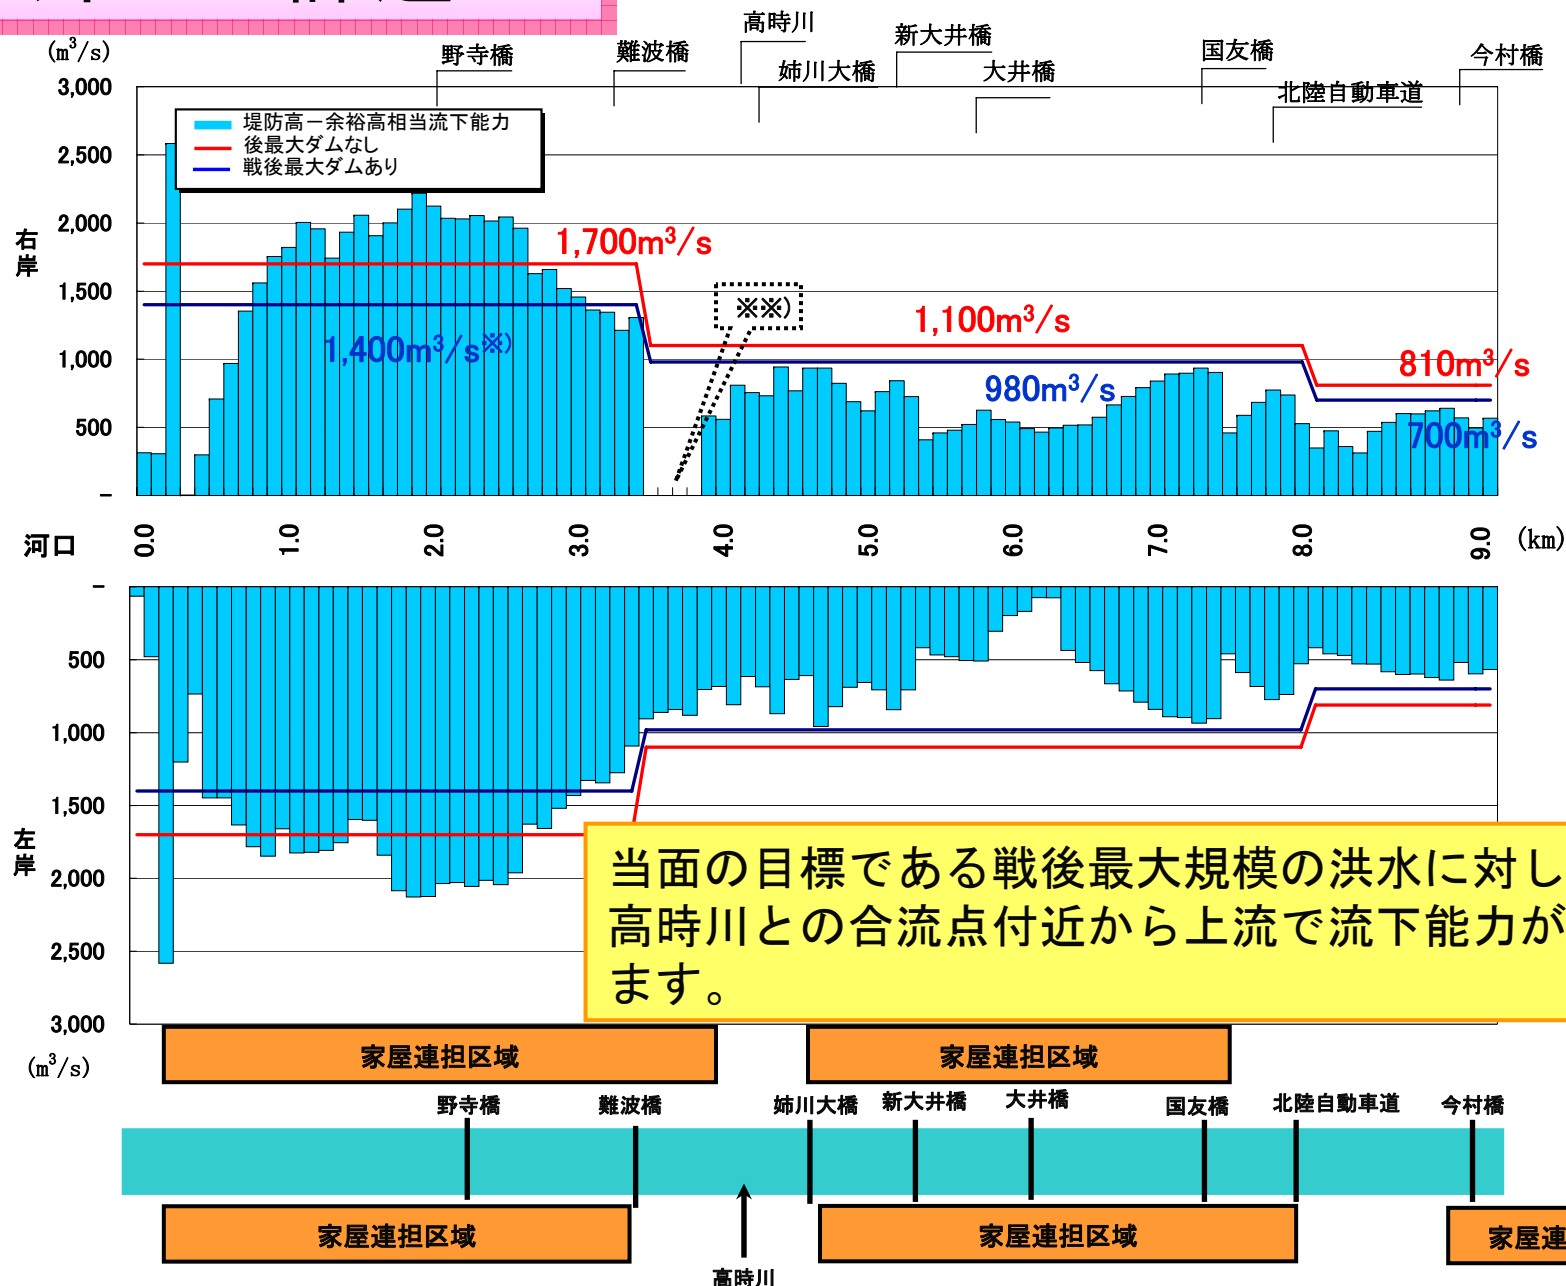 (m³/s)
高時川
野寺橋
難波橋
新大井橋
国友橋
今村橋
姉川大橋
大井橋
北陸自動車道
3,000
2,500
2,000
1,500
1,000
500
-
堤防高－余裕高相当流下能力
後最大ダムなし
戦後最大ダムあり
右岸
1,700m³/s
1,400m³/s※)
※※)
1,100m³/s
980m³/s
810m³/s
700m³/s
河口
0.0
1.0
2.0
3.0
4.0
5.0
6.0
7.0
8.0
9.0
(km)
-
500
1,000
1,500
2,000
2,500
3,000
(m³/s)
左岸
当面の目標である戦後最大規模の洪水に対し
高時川との合流点付近から上流で流下能力が
ます。
家屋連担区域
家屋連担区域
野寺橋
難波橋
姉川大橋
新大井橋
大井橋
国友橋
北陸自動車道
今村橋
家屋連担区域
家屋連担区域
家屋連
高時川